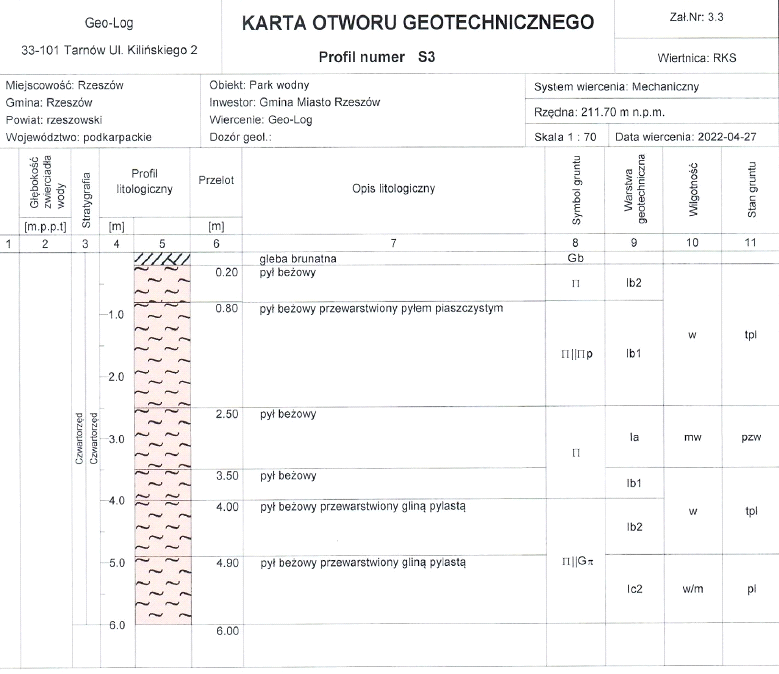 Geo-Log
33-101 Tarnów Ul. Kilińskiego 2
KARTA OTWORU GEOTECHNICZNEGO
Profil numer S3
Zał.Nr: 3.3
Wiertnica: RKS
Miejscowość: Rzeszów
Gmina: Rzeszów
Powiat: rzeszowski
Województwo: podkarpackie
Obiekt: Park wodny
Inwestor: Gmina Miasto Rzeszów
Wiercenie: Geo-Log
Dozór geol.:
System wiercenia: Mechaniczny
Rzędna: 211.70 m n.p.m.
Skala 1 : 70 Data wiercenia: 2022-04-27
Głębokość zwierciadła wody
[m.p.p.t]
Stratygrafia
Profil litologiczny
[m]
Przelot
[m]
Opis litologiczny
Symbol gruntu
Warstwa geotechniczna
Wilgotność
Stan gruntu
1 2 3 4 5 6 7 8 9 10 11
gleba brunatna Gb
0.20 pył beżowy Π Ib2
0.80 pył beżowy przewarstwiony pyłem piaszczystym
1.0
w tpl
Π||Πp Ib1
2.0
2.50 pył beżowy
Czwartorzęd
Czwartorzęd
3.0
Ia mw pzw
Π
3.50 pył beżowy Ib1
4.0
4.00 pył beżowy przewarstwiony gliną pylastą
w tpl
Ib2
5.0
4.90 pył beżowy przewarstwiony gliną pylastą
Π||Gπ
Ic2 w/m pl
6.0
6.00